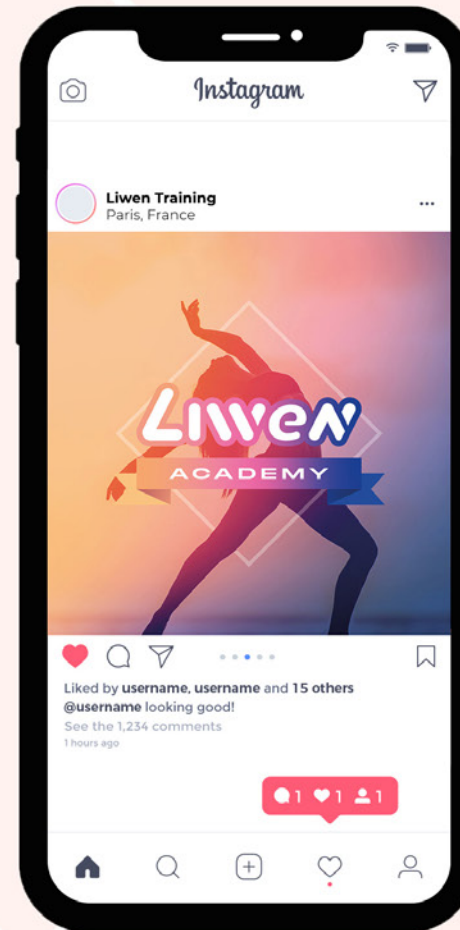 Instagram
Liwen Training
Paris, France
LIWEN
ACADEMY
Liked by username, username and 15 others
@username looking good!
See the 1,234 comments
1 hours ago
1 1 1